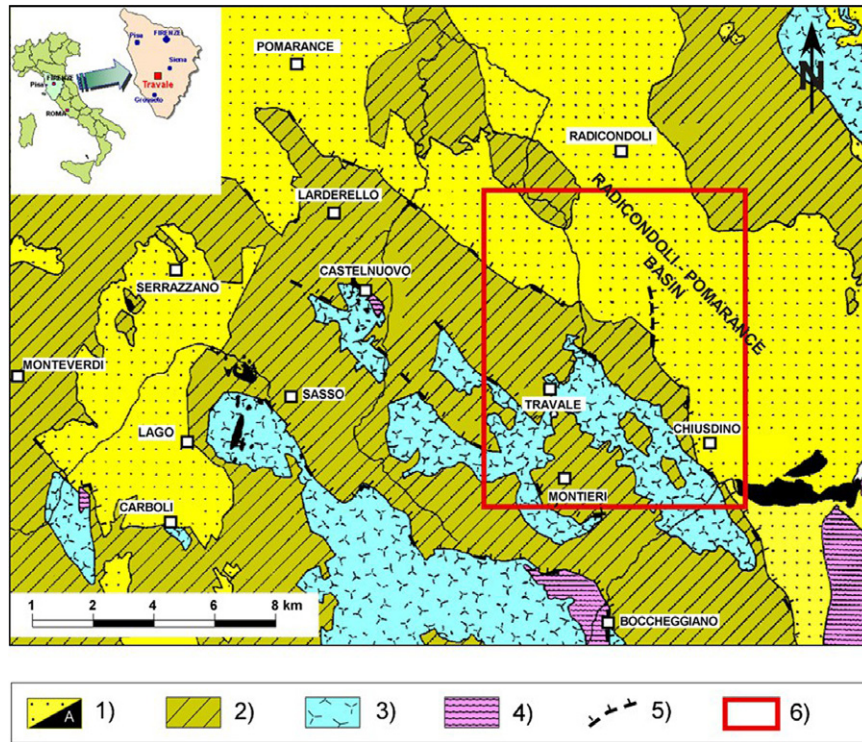 Pisa
FIRENZE
Siena
Travale
Grosseto
FIRENZE
Pisa
ROMA
POMARANCE
N
RADICONDOLI
LARDERELLO
RADICONDOLI- POMARANCE
BASIN
CASTELNUOVO
SERRAZZANO
MONTEVERDI
SASSO
TRAVALE
LAGO
CHIUSDINO
MONTIERI
CARBOLI
1 2 4 6 8 km
BOCCHEGGIANO
A 1) 2) 3) 4) 5) 6)